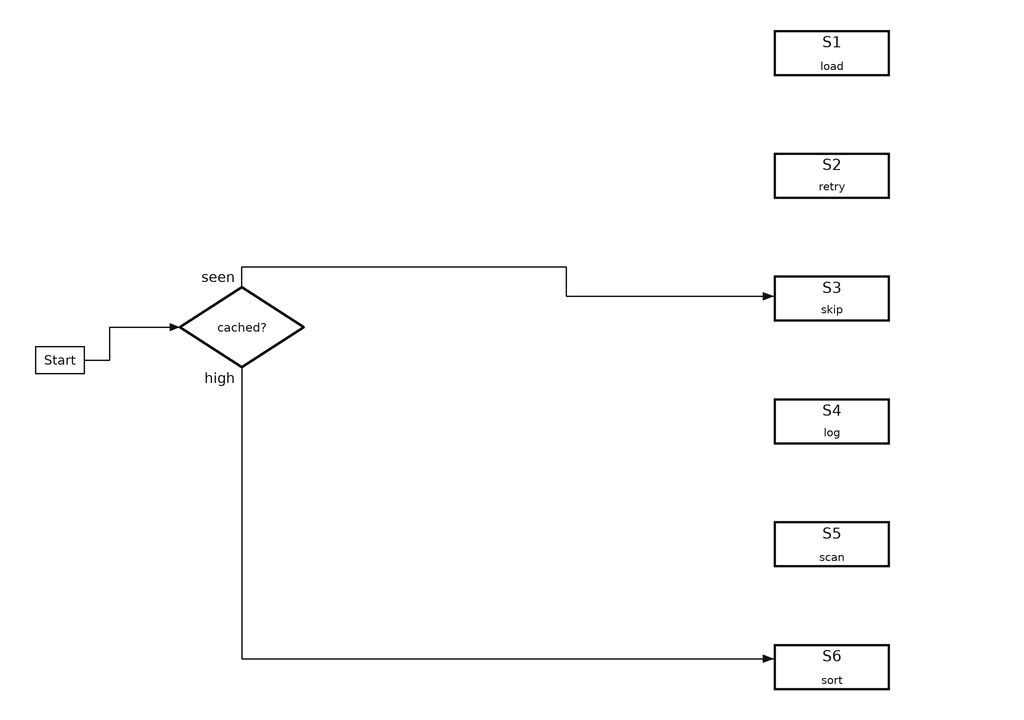 S1
load
S2
retry
seen
S3
skip
cached?
Start
high
S4
log
S5
scan
S6
sort